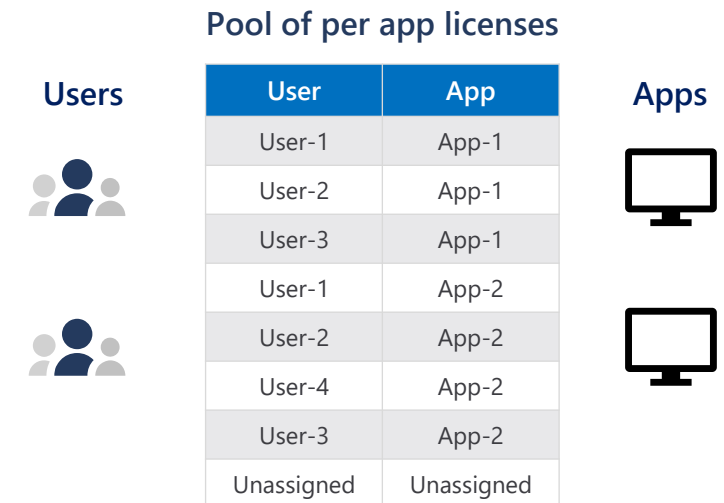 Pool of per app licenses
Users
Apps
User App
User-1 App-1
User-2 App-1
User-3 App-1
User-1 App-2
User-2 App-2
User-4 App-2
User-3 App-2
Unassigned Unassigned